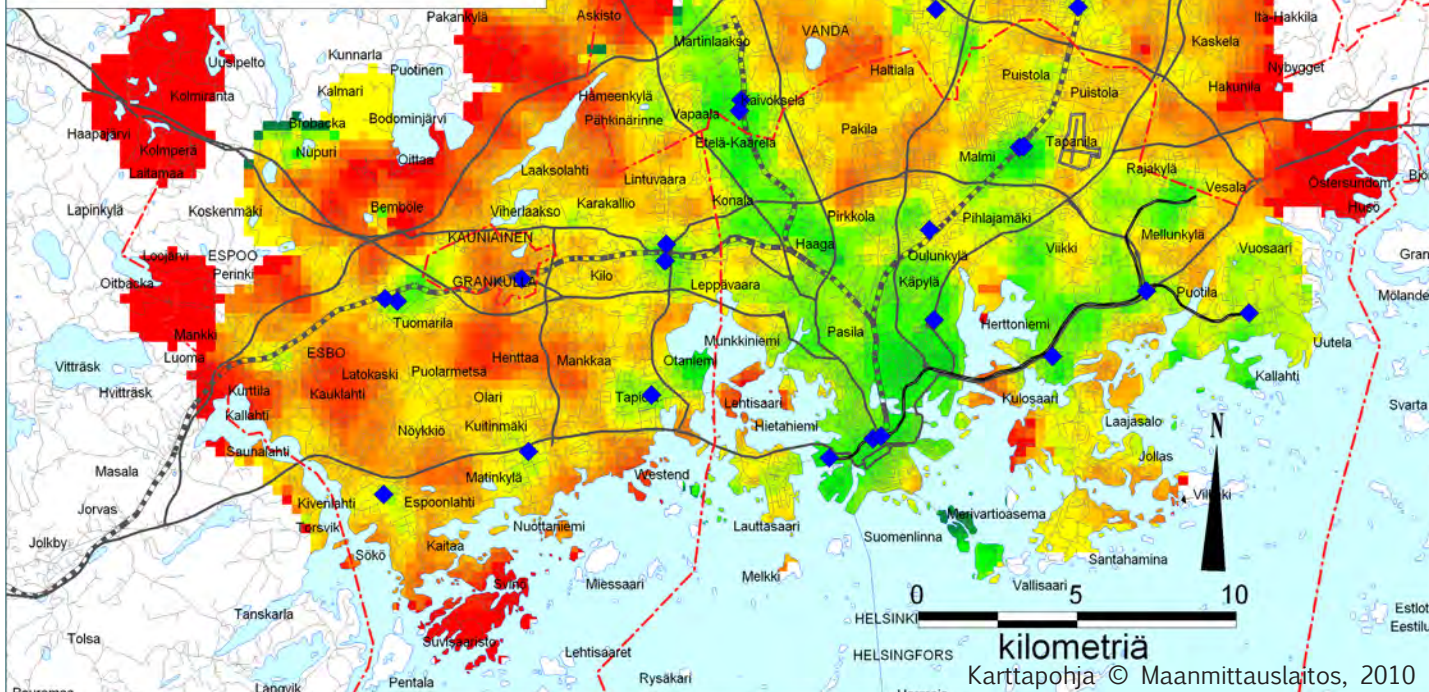 Pakankylä
Askisto
Itä-Hakkila
Martinlaakso
VANDA
Kaskela
Kunnarla
Uusipelto
Puotinen
Haltiala
Puistola
Nybygget
Kolmiranta
Kalmari
Hämeenkylä
Puistola
Hakunila
Bodominjärvi
Pähkinärinne
Vapaala
Haapajärvi
Brobacka
Pakila
Kolmperä
Nupuri
Etelä-Kaarela
Tapanila
Oittaa
Malmi
Laitamaa
Laaksolahti
Lintuvaara
Rajakylä
Vesala
Östersundom
Lapinkylä
Koskenmäki
Bemböle
Viherlaakso
Karakallio
Konala
Pirkkola
Pihlajamäki
Husö
KAUNIAINEN
Haaga
Mellunkylä
Loojärvi
ESPOO
Viikki
Vuosaari
Perinki
Oulunkylä
Oitbacka
GRANKULLA
Kilo
Leppävaara
Käpylä
Puotila
Tuomarila
Herttoniemi
Mankki
Pasila
Munkkiniemi
Uutela
Luoma
ESBO
Henttaa
Mankkaa
Otaniemi
Vitträsk
Latokaski
Puolarmetsä
Kallahti
Hvitträsk
Kurttila
Kauklahti
Olari
Lehtisaari
Kulosaari
Svarta
Kallahti
Hietaniemi
Laajasalo
N
Nöykkiö
Kuitinmäki
Saunalahti
Jollas
Masala
Matinkylä
Westend
Kivenlahti
Espoonlahti
Jorvas
Torsvik
Nuottaniemi
Lauttasaari
Merivartioasema
Suomenlinna
Jolkby
Sökö
Kaitaa
Santahamina
Svinö
Miessaari
Melkki
Vallisaari
0 5 10
Tanskarla
HELSINKI
kilometriä
Tolsa
Suvisaaristo
Lehtisaaret
HELSINGFORS
Pentala
Rysäkari
Karttapohja © Maanmittauslaitos, 2010
Långvik